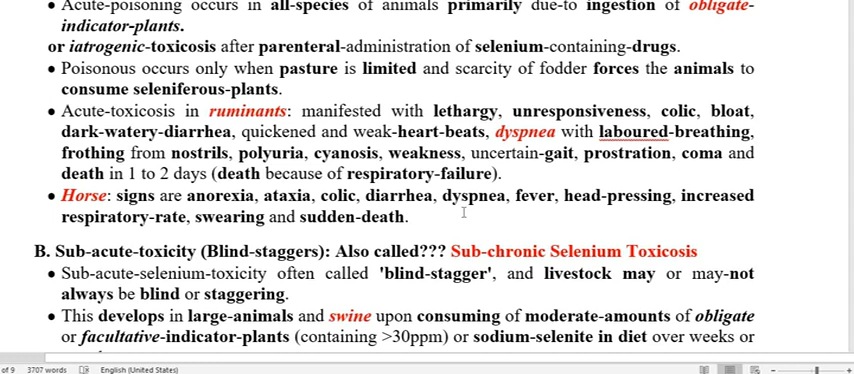 • Acute-poisoning occurs in all-species of animals primarily due-to ingestion of obligate-
indicator-plants.
or iatrogenic-toxicosis after parenteral-administration of selenium-containing-drugs.
• Poisonous occurs only when pasture is limited and scarcity of fodder forces the animals to
consume seleniferous-plants.
• Acute-toxicosis in ruminants: manifested with lethargy, unresponsiveness, colic, bloat,
dark-watery-diarrhea, quickened and weak-heart-beats, dyspnea with laboured-breathing,
frothing from nostrils, polyuria, cyanosis, weakness, uncertain-gait, prostration, coma and
death in 1 to 2 days (death because of respiratory-failure).
• Horse: signs are anorexia, ataxia, colic, diarrhea, dyspnea, fever, head-pressing, increased
respiratory-rate, swearing and sudden-death.
B. Sub-acute-toxicity (Blind-staggers): Also called??? Sub-chronic Selenium Toxicosis
• Sub-acute-selenium-toxicity often called 'blind-stagger', and livestock may or may-not
always be blind or staggering.
• This develops in large-animals and swine upon consuming of moderate-amounts of obligate
or facultative-indicator-plants (containing >30ppm) or sodium-selenite in diet over weeks or
of 9 3707 words English (United States)